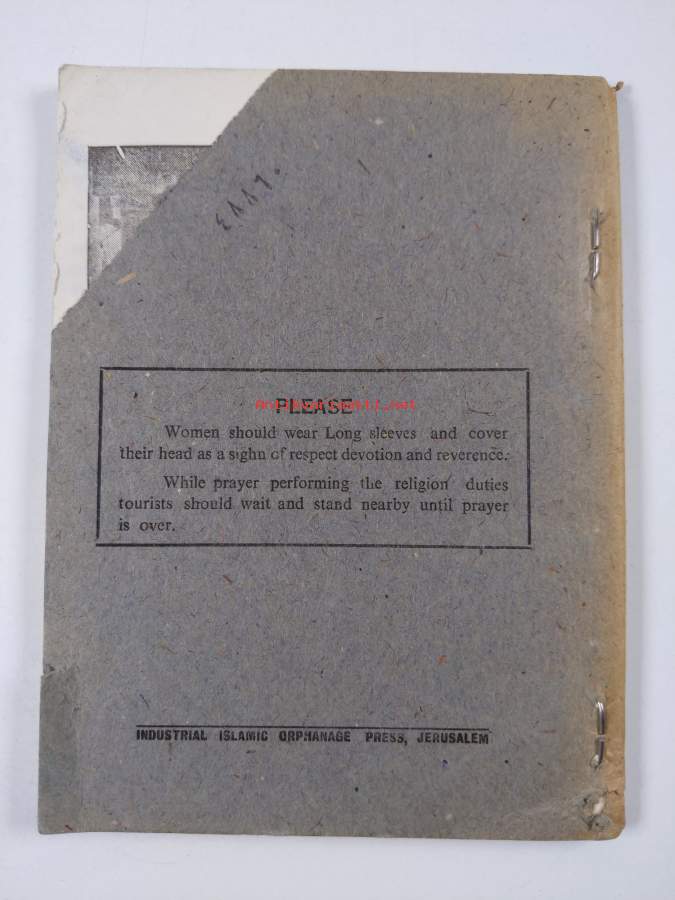 PLEASE
Women should wear Long sleeves and cover
their head as a sighn of respect devotion and reverence.
While prayer performing the religion duties
tourists should wait and stand nearby until prayer
is over.
INDUSTRIAL ISLAMIC ORPHANAGE PRESS, JERUSALEM